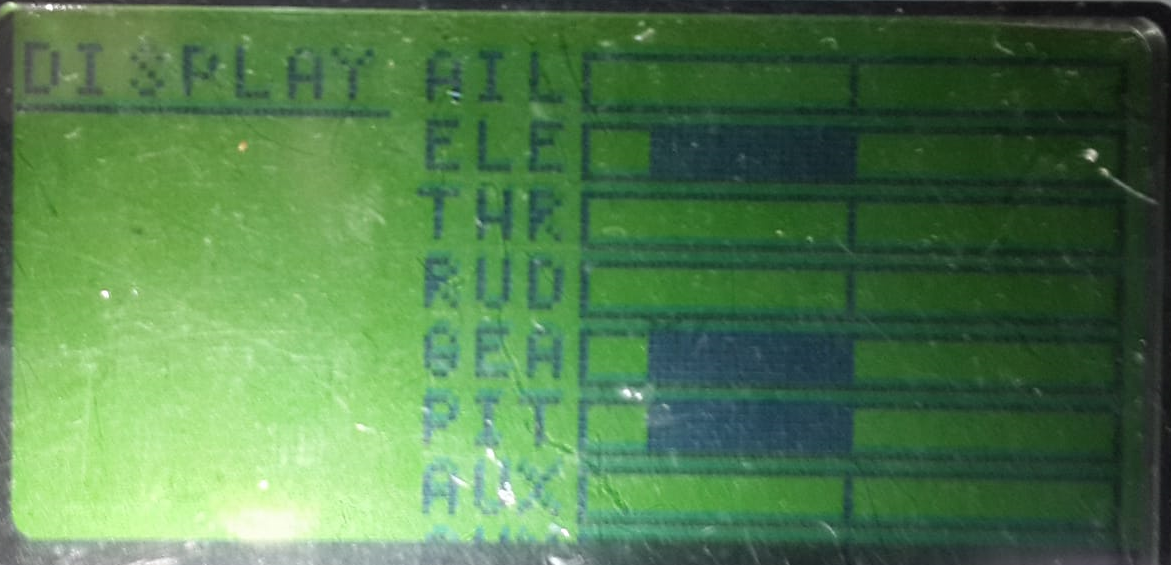 DISPLAY
AIL
ELE
THR
RUD
GEA
PIT
AUX